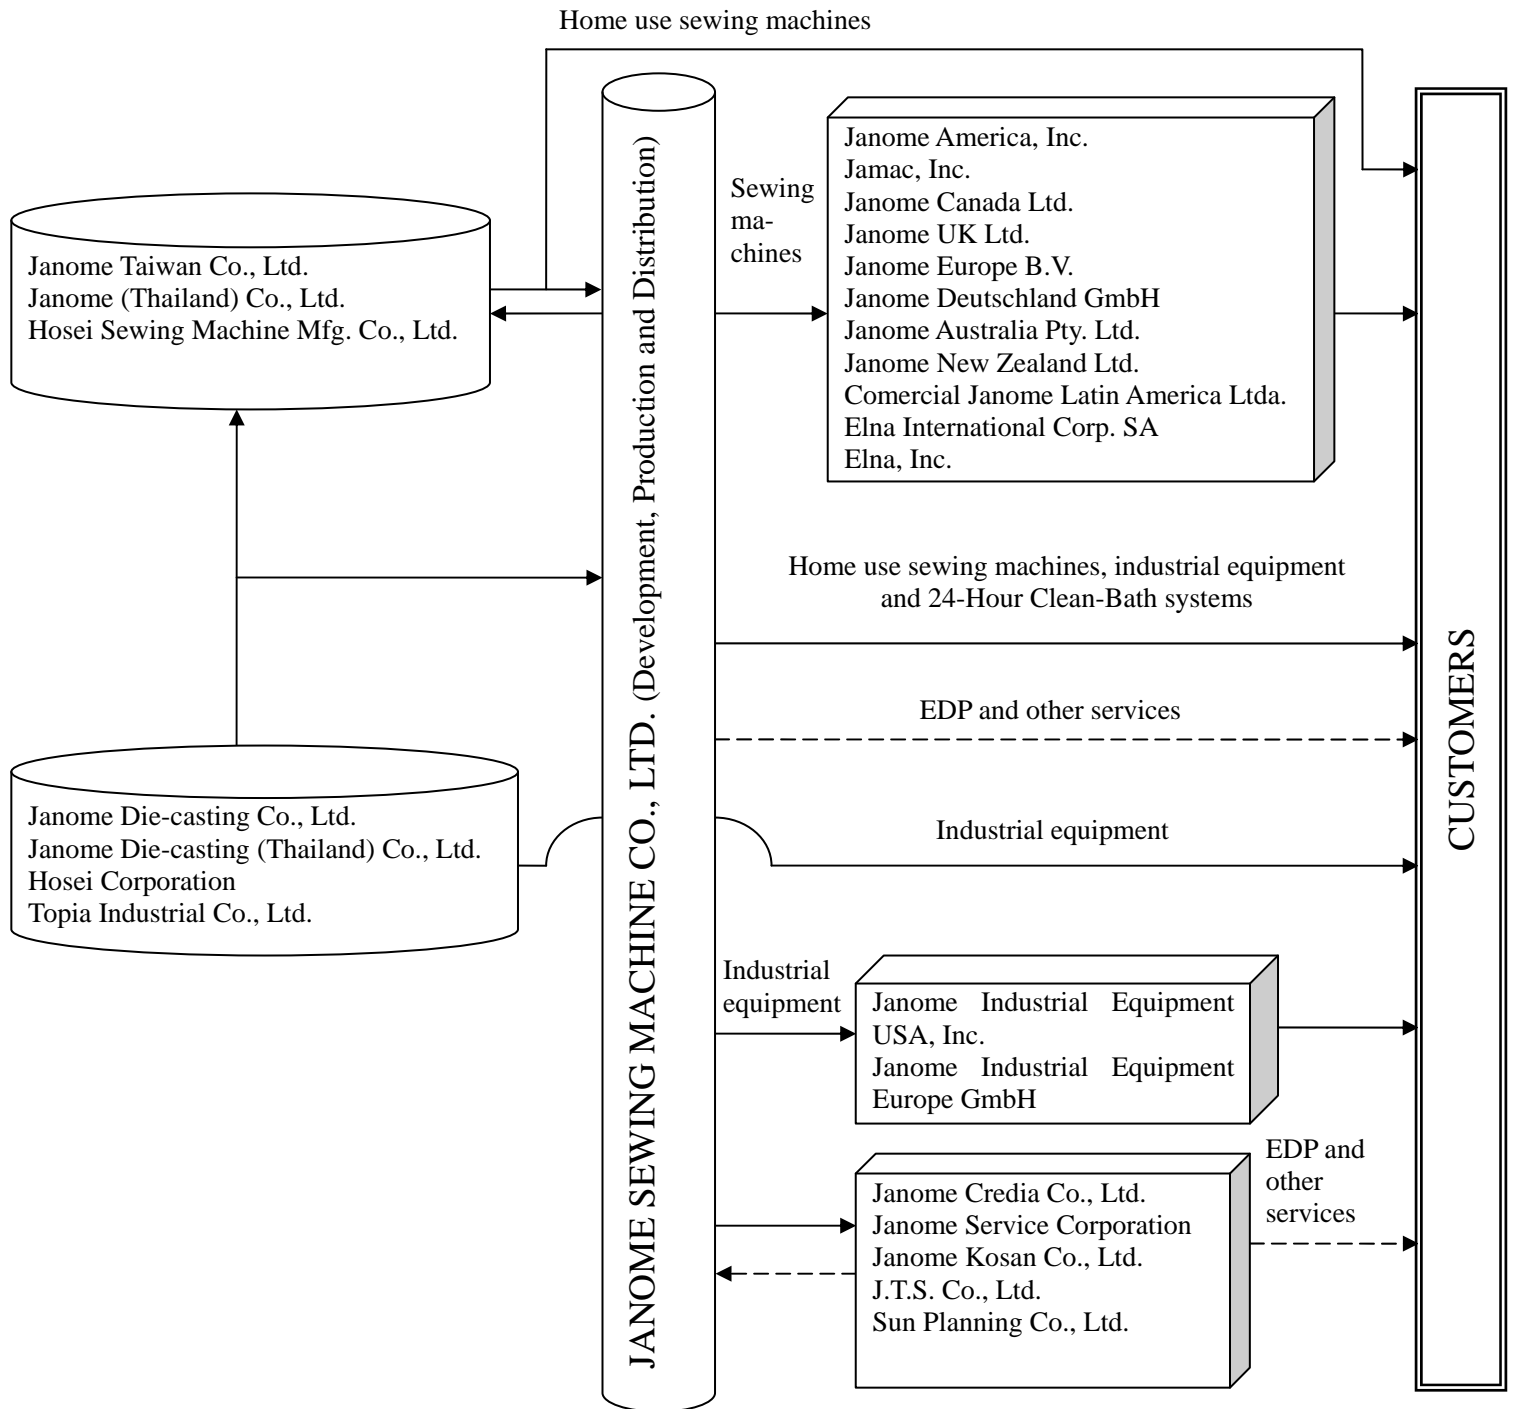 Home use sewing machines
Janome Taiwan Co., Ltd.
Janome (Thailand) Co., Ltd.
Hosei Sewing Machine Mfg. Co., Ltd.
Janome Die-casting Co., Ltd.
Janome Die-casting (Thailand) Co., Ltd.
Hosei Corporation
Topia Industrial Co., Ltd.
JANOME SEWING MACHINE CO., LTD. (Development, Production and Distribution)
Sewing
ma-
chines
Janome America, Inc.
Jamac, Inc.
Janome Canada Ltd.
Janome UK Ltd.
Janome Europe B.V.
Janome Deutschland GmbH
Janome Australia Pty. Ltd.
Janome New Zealand Ltd.
Comercial Janome Latin America Ltda.
Elna International Corp. SA
Elna, Inc.
Home use sewing machines, industrial equipment
and 24-Hour Clean-Bath systems
EDP and other services
Industrial equipment
Industrial
equipment
Janome Industrial Equipment
USA, Inc.
Janome Industrial Equipment
Europe GmbH
Janome Credia Co., Ltd.
Janome Service Corporation
Janome Kosan Co., Ltd.
J.T.S. Co., Ltd.
Sun Planning Co., Ltd.
EDP and
other
services
CUSTOMERS